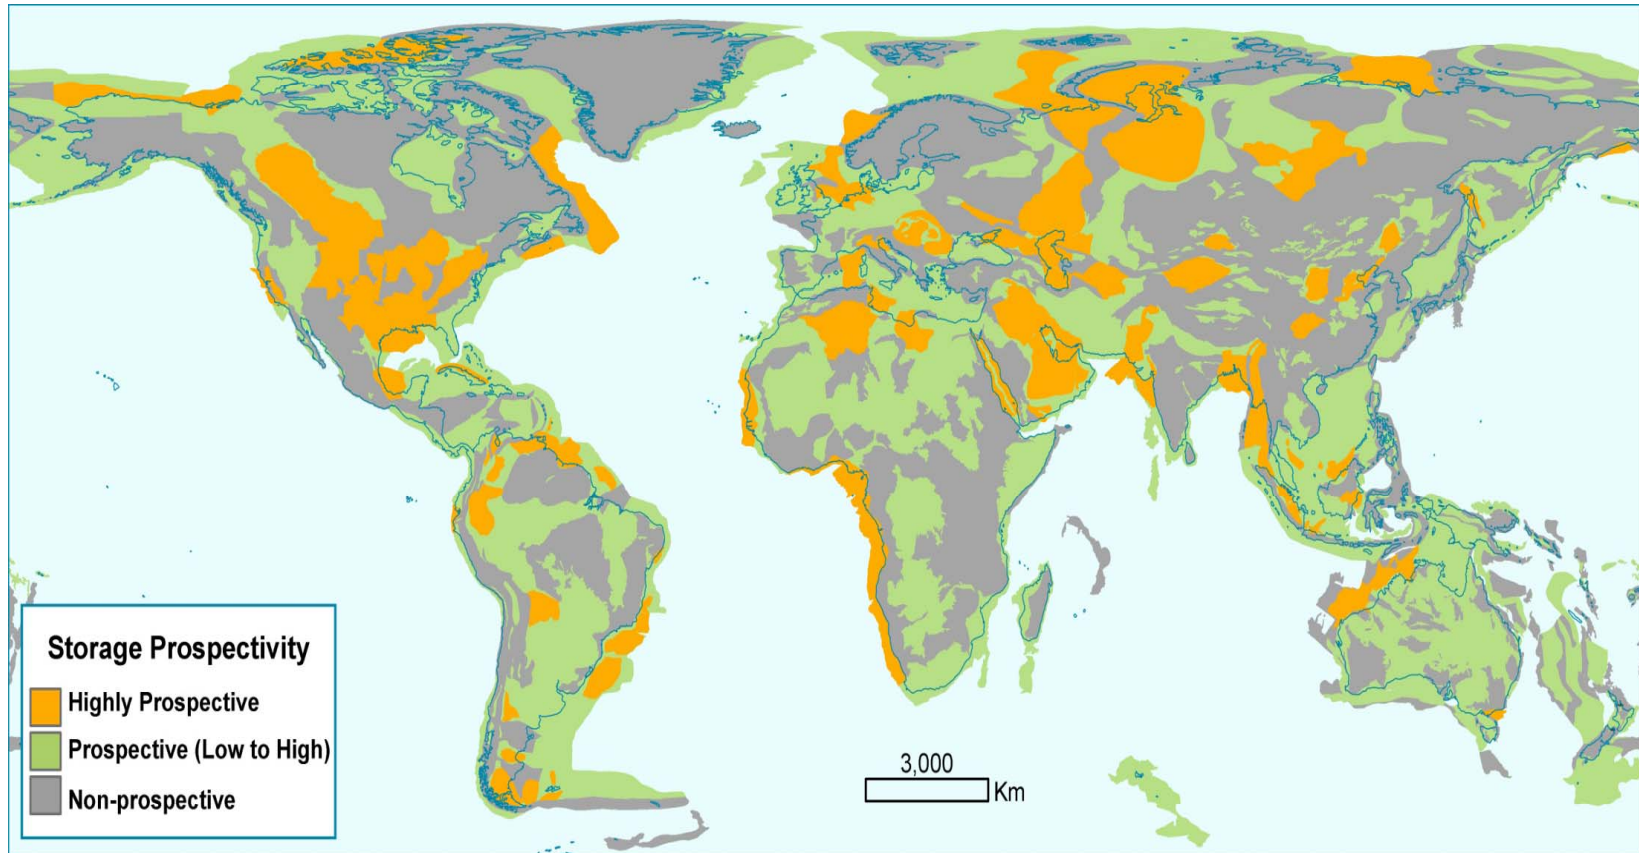 Storage Prospectivity
Highly Prospective
Prospective (Low to High)
Non-prospective
3,000
Km